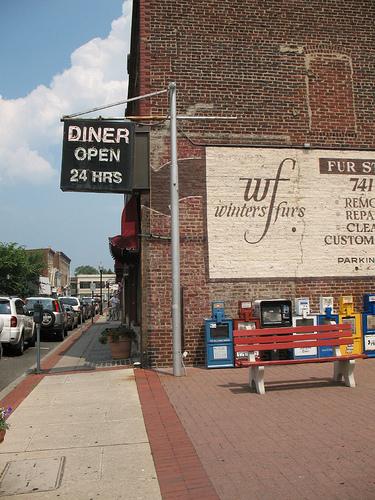 DINER
OPEN
24 HRS
wf
winters furs
FUR ST
741
REMO
REPA
CLEA
CUSTOM
PARKIN